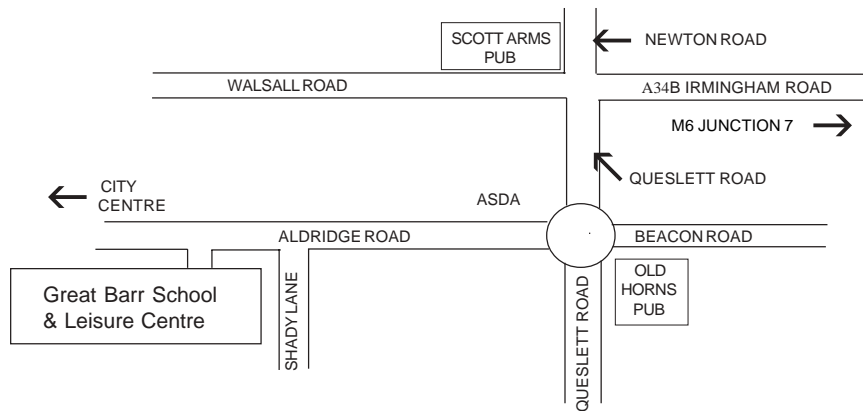 SCOTT ARMS
PUB
NEWTON ROAD
WALSALL ROAD
A34B IRMINGHAM ROAD
M6 JUNCTION 7
QUESLETT ROAD
CITY
CENTRE
ASDA
ALDRIDGE ROAD
BEACON ROAD
OLD
HORNS
PUB
Great Barr School
& Leisure Centre
SHADY LANE
QUESLETT ROAD